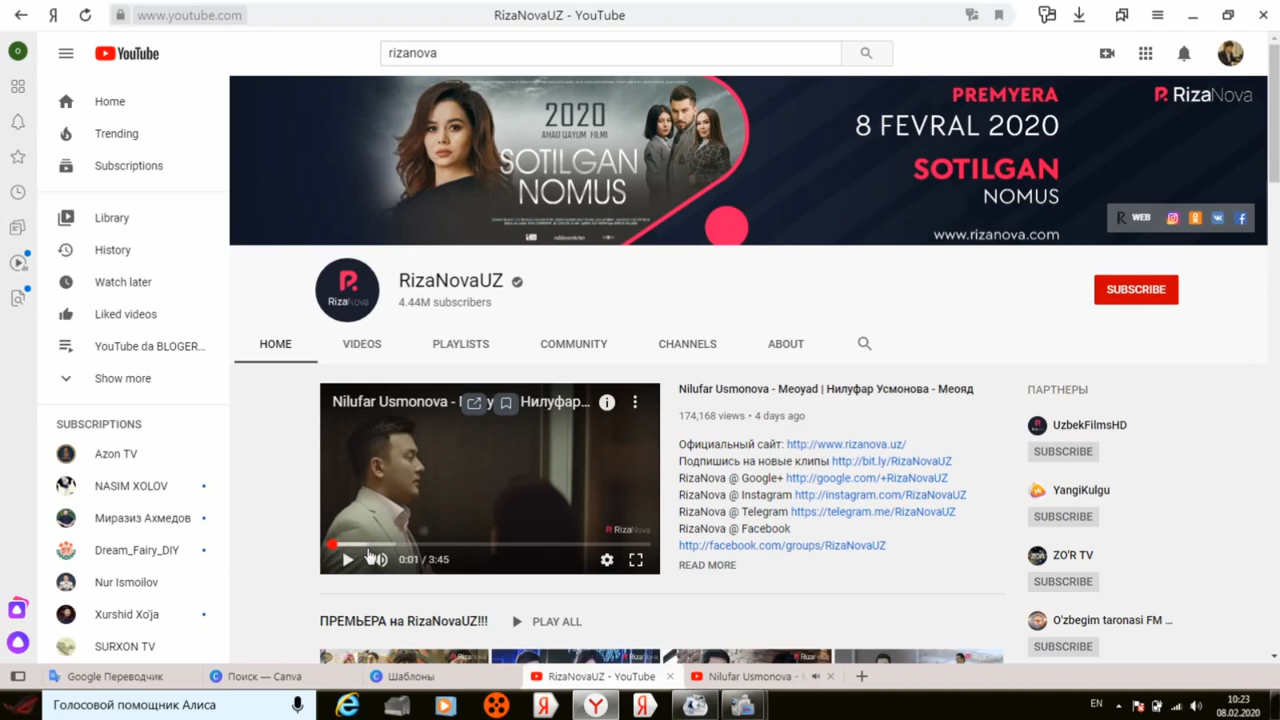 www.youtube.com
RizaNovaUZ - YouTube
YouTube
rizanova
Home
Trending
Subscriptions
Library
History
Watch later
Liked videos
YouTube da BLOGER...
Show more
SUBSCRIPTIONS
Azon TV
NASIM XOLOV
Миразиз Ахмедов
Dream_Fairy_DIY
Nur Ismoilov
Xurshid Xo'ja
SURXON TV
2020
AHAD QAYUM FILMI
SOTILGAN
NOMUS
PREMYERA
8 FEVRAL 2020
SOTILGAN
NOMUS
RizaNova
WEB
www.rizanova.com
RizaNova
RizaNovaUZ
4.44M subscribers
SUBSCRIBE
HOME
VIDEOS
PLAYLISTS
COMMUNITY
CHANNELS
ABOUT
Nilufar Usmonova - Нилуфар...
RizaNova
0:01 / 3:45
Nilufar Usmonova - Meoyad | Нилуфар Усмонова - Меояд
174,168 views • 4 days ago
Официальный сайт: http://www.rizanova.uz/
Подпишись на новые клипы http://bit.ly/RizaNovaUZ
RizaNova @ Google+ http://google.com/+RizaNovaUZ
RizaNova @ Instagram http://instagram.com/RizaNovaUZ
RizaNova @ Telegram https://telegram.me/RizaNovaUZ
RizaNova @ Facebook
http://facebook.com/groups/RizaNovaUZ
READ MORE
ПАРТНЕРЫ
UzbekFilmsHD
SUBSCRIBE
YangiKulgu
SUBSCRIBE
ZO'R TV
SUBSCRIBE
O'zbegim taronasi FM ...
SUBSCRIBE
ПРЕМЬЕРА на RizaNovaUZ!!!
PLAY ALL
Google Переводчик
Поиск — Canva
Шаблоны
RizaNovaUZ - YouTube
Nilufar Usmonova -
Голосовой помощник Алиса
EN
10:23
08.02.2020